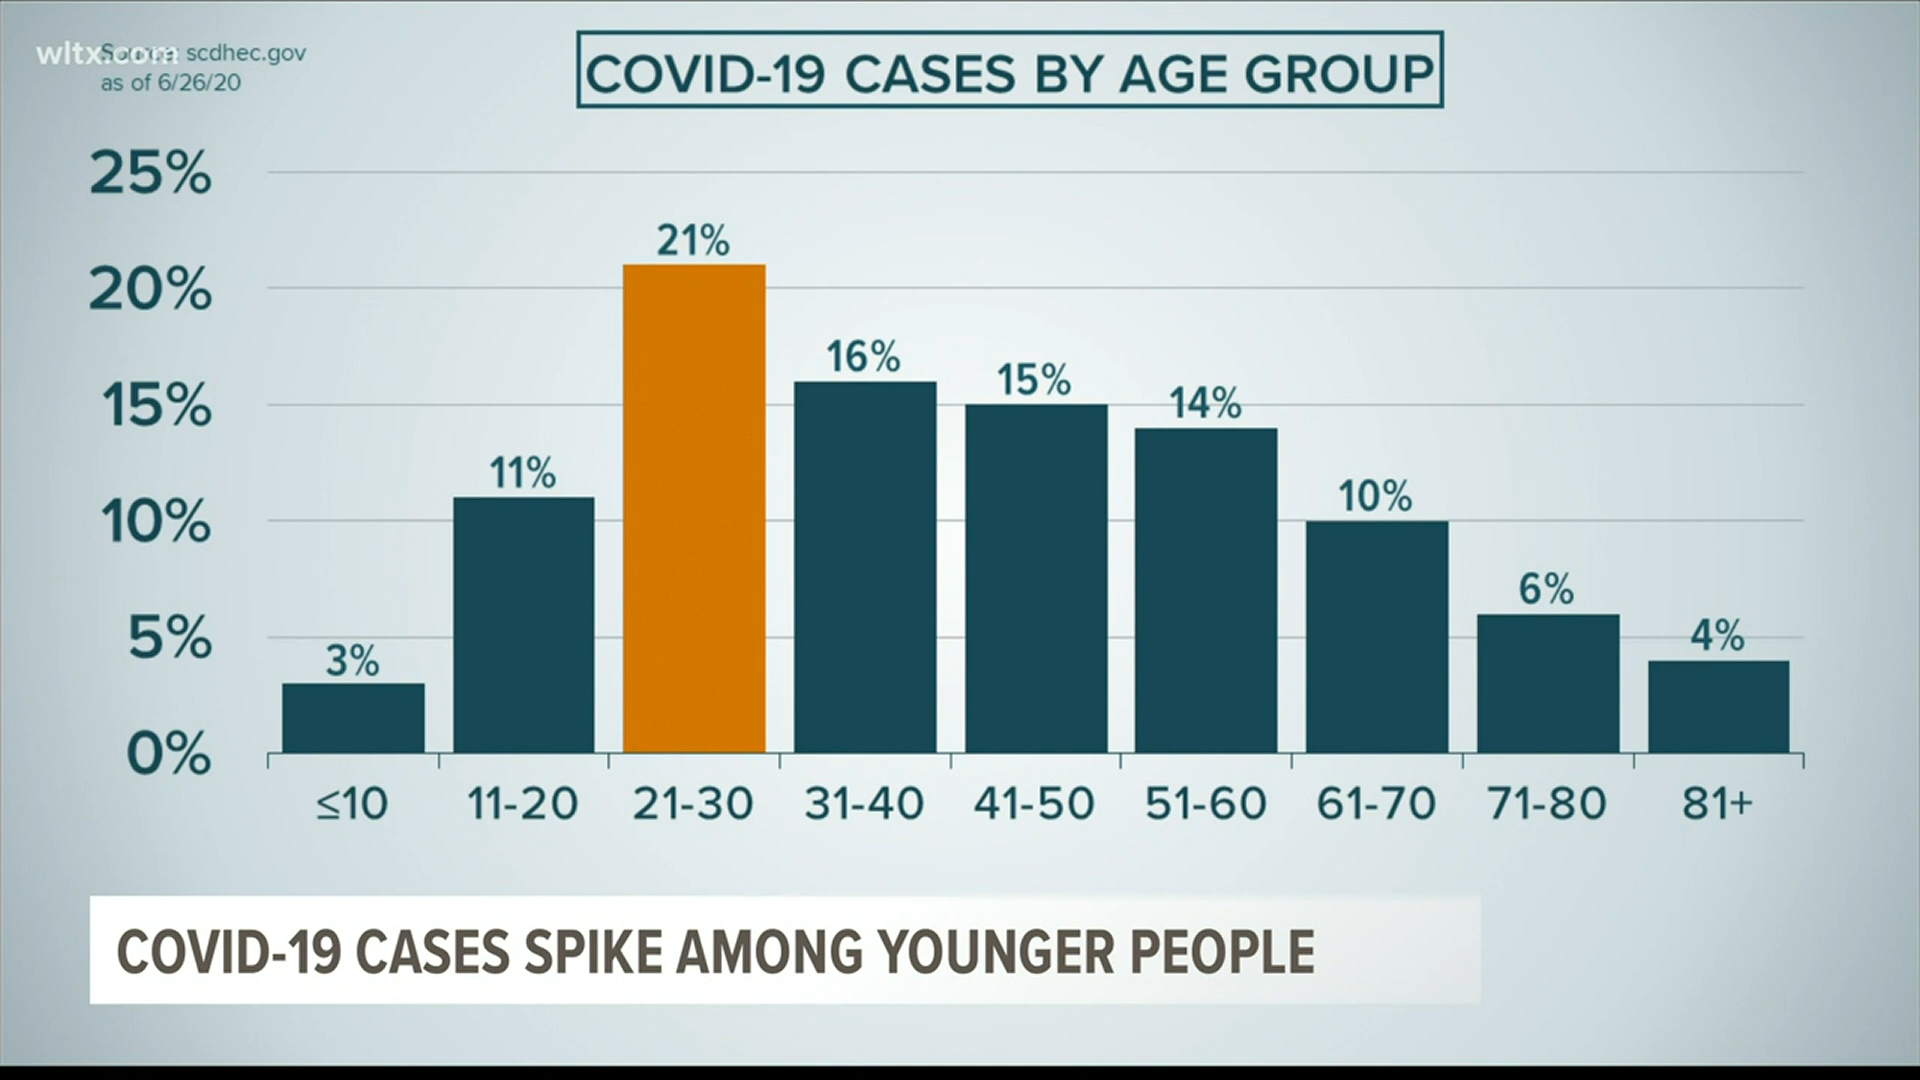 wltx.com
Source: scdhec.gov
as of 6/26/20
COVID-19 CASES BY AGE GROUP
25%
20%
15%
10%
5%
0%
3%
11%
21%
16%
15%
14%
10%
6%
4%
≤10 11-20 21-30 31-40 41-50 51-60 61-70 71-80 81+
COVID-19 CASES SPIKE AMONG YOUNGER PEOPLE